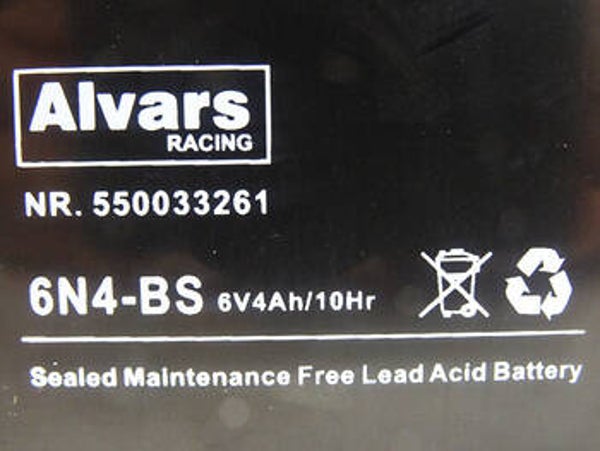 Alvars
RACING
NR. 550033261
6N4-BS 6V4Ah/10Hr
Sealed Maintenance Free Lead Acid Battery